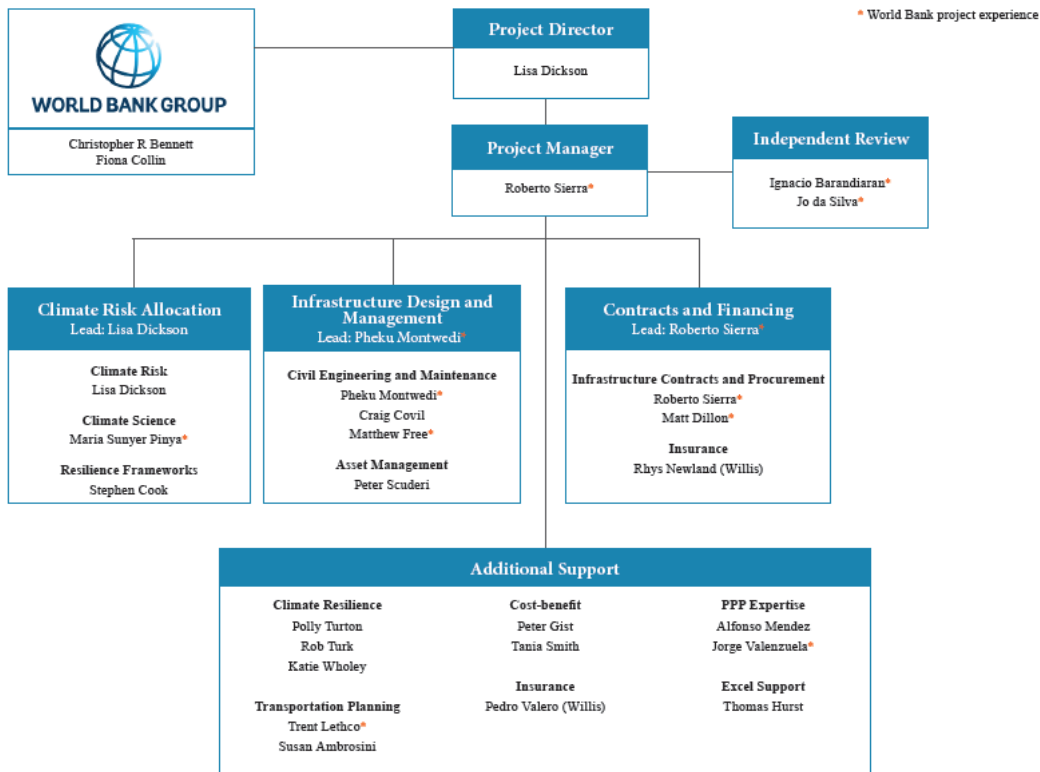 * World Bank project experience
WORLD BANK GROUP
Christopher R Bennett
Fiona Collin
Project Director
Lisa Dickson
Project Manager
Roberto Sierra*
Independent Review
Ignacio Barandiaran*
Jo da Silva*
Climate Risk Allocation
Lead: Lisa Dickson
Climate Risk
Lisa Dickson
Climate Science
Maria Sunyer Pinya*
Resilience Frameworks
Stephen Cook
Infrastructure Design and
Management
Lead: Pheku Montwedi*
Civil Engineering and Maintenance
Pheku Montwedi*
Craig Covil
Matthew Free*
Asset Management
Peter Scuderi
Contracts and Financing
Lead: Roberto Sierra*
Infrastructure Contracts and Procurement
Roberto Sierra*
Matt Dillon*
Insurance
Rhys Newland (Willis)
Additional Support
Climate Resilience
Polly Turton
Rob Turk
Katie Wholey
Transportation Planning
Trent Lethco*
Susan Ambrosini
Cost-benefit
Peter Gist
Tania Smith
Insurance
Pedro Valero (Willis)
PPP Expertise
Alfonso Mendez
Jorge Valenzuela*
Excel Support
Thomas Hurst